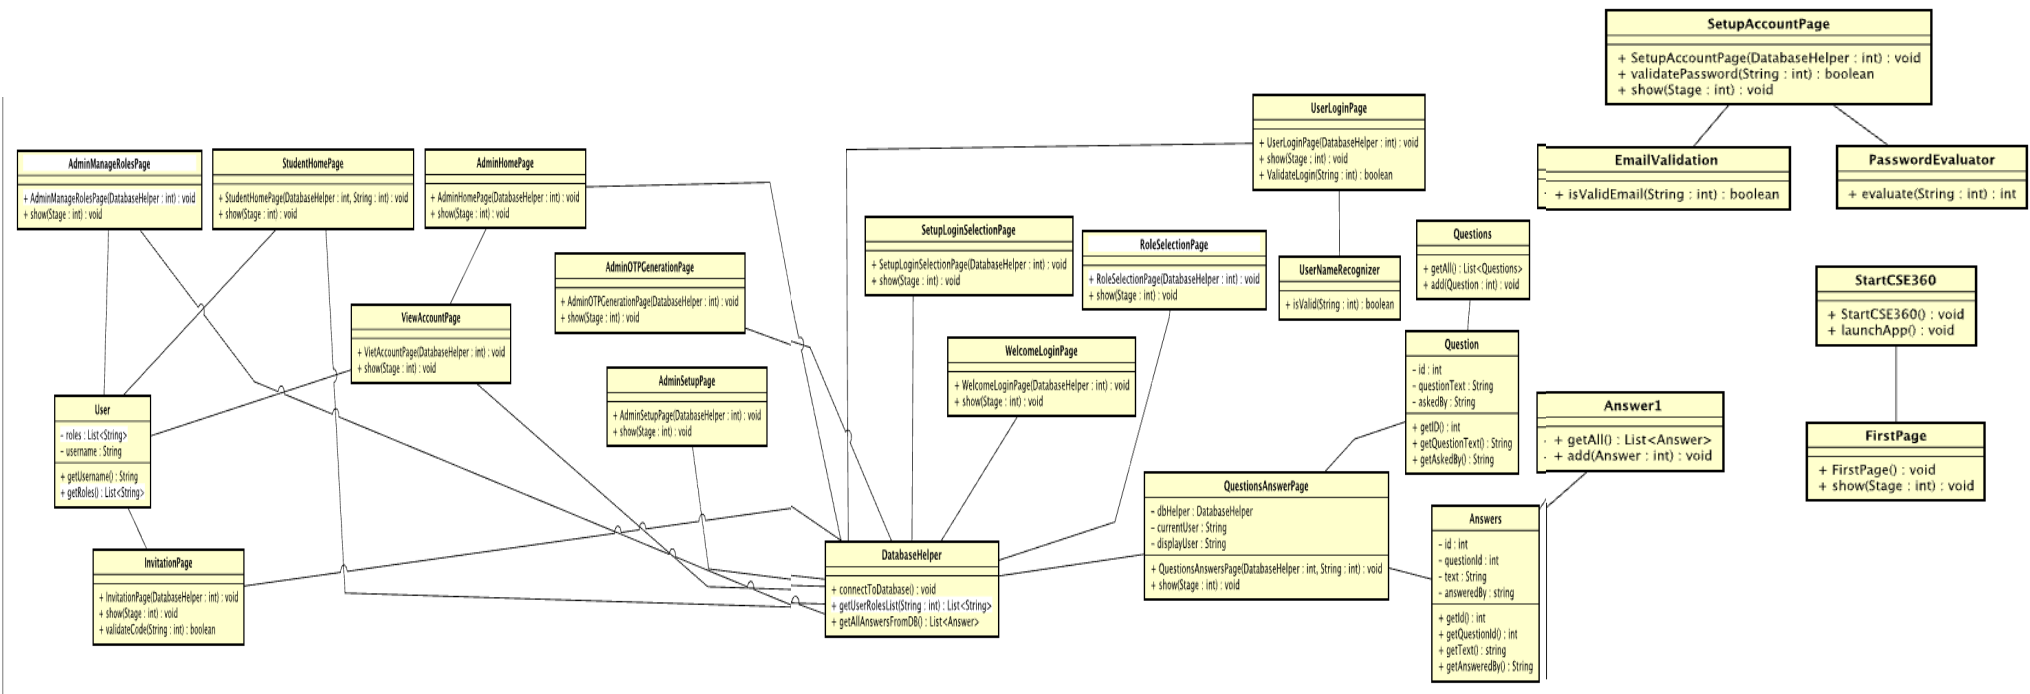 SetupAccountPage
+ SetupAccountPage(DatabaseHelper : int) : void
+ validatePassword(String : int) : boolean
+ show(Stage : int) : void
EmailValidation
+ isValidEmail(String : int) : boolean
PasswordEvaluator
+ evaluate(String : int) : int
UserLoginPage
+ UserLoginPage(DatabaseHelper : int) : void
+ show(Stage : int) : void
+ ValidateLogin(String : int) : boolean
AdminManageRolesPage
+ AdminManageRolesPage(DatabaseHelper : int) : void
+ show(Stage : int) : void
StudentHomePage
+ StudentHomePage(DatabaseHelper : int, String : int) : void
+ show(Stage : int) : void
AdminHomePage
+ AdminHomePage(DatabaseHelper : int) : void
+ show(Stage : int) : void
AdminOTPGenerationPage
+ AdminOTPGenerationPage(DatabaseHelper : int) : void
+ show(Stage : int) : void
SetupLoginSelectionPage
+ SetupLoginSelectionPage(DatabaseHelper : int) : void
+ show(Stage : int) : void
RoleSelectionPage
+ RoleSelectionPage(DatabaseHelper : int) : void
+ show(Stage : int) : void
UserNameRecognizer
+ isValid(String : int) : boolean
Questions
+ getAll() : List<Questions>
+ add(Question : int) : void
StartCSE360
+ StartCSE360() : void
+ launchApp() : void
ViewAccountPage
+ VietAccountPage(DatabaseHelper : int) : void
+ show(Stage : int) : void
WelcomeLoginPage
+ WelcomeLoginPage(DatabaseHelper : int) : void
+ show(Stage : int) : void
Question
– id : int
– questionText : String
– askedBy : String
+ getID() : int
+ getQuestionText() : String
+ getAskedBy() : String
AdminSetupPage
+ AdminSetupPage(DatabaseHelper : int) : void
+ show(Stage : int) : void
User
– roles : List<String>
– username : String
+ getUsername() : String
+ getRoles() : List<String>
Answer1
+ getAll() : List<Answer>
+ add(Answer : int) : void
FirstPage
+ FirstPage() : void
+ show(Stage : int) : void
QuestionsAnswerPage
– dbHelper : DatabaseHelper
– currentUser : String
– displayUser : String
+ QuestionsAnswersPage(DatabaseHelper : int, String : int) : void
+ show(Stage : int) : void
Answers
– id : int
– questionId : int
– text : String
– answeredBy : string
+ getId() : int
+ getQuestionId() : int
+ getText() : string
+ getAnsweredBy() : String
InvitationPage
+ InvitationPage(DatabaseHelper : int) : void
+ show(Stage : int) : void
+ validateCode(String : int) : boolean
DatabaseHelper
+ connectToDatabase() : void
+ getUserRolesList(String : int) : List<String>
+ getAllAnswersFromDB() : List<Answer>